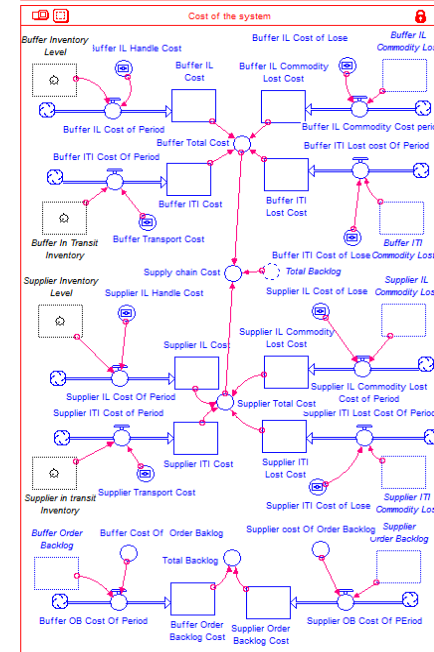 Cost of the system
Buffer Inventory
Level
Buffer IL Handle Cost
Buffer IL
Cost
Buffer IL Cost of Lose
Buffer IL Commodity
Lost Cost
Buffer IL
Commodity Los
Buffer IL Cost of Period
Buffer Total Cost
Buffer IL Commodity Cost peri
Buffer ITI Cost Of Period
Buffer ITI Lost cost Of Period
Buffer ITI Cost
Buffer ITI
Lost Cost
Buffer In Transit
Inventory
Buffer Transport Cost
Buffer ITI Cost of Lose
Buffer ITI
Commodity Los
Supply chain Cost
Total Backlog
Supplier Inventory
Level
Supplier IL Handle Cost
Supplier IL Cost of Lose
Supplier IL
Commodity Los
Supplier IL Cost
Supplier IL Commodity
Lost Cost
Supplier IL Cost Of Period
Supplier Total Cost
Supplier IL Commodity Lost
Cost of Period
Supplier ITI Cost of Period
Supplier ITI Lost Cost Of Period
Supplier ITI Cost
Supplier ITI
Lost Cost
Supplier in transit
Inventory
Supplier Transport Cost
Supplier ITI Cost of Lose
Supplier ITI
Commodity Los
Buffer Order
Backlog
Buffer Cost Of Order Baklog
Total Backlog
Supplier cost Of Order Backlog
Supplier
Order Backlog
Buffer OB Cost Of Period
Buffer Order
Backlog Cost
Supplier Order
Backlog Cost
Supplier OB Cost Of PEriod